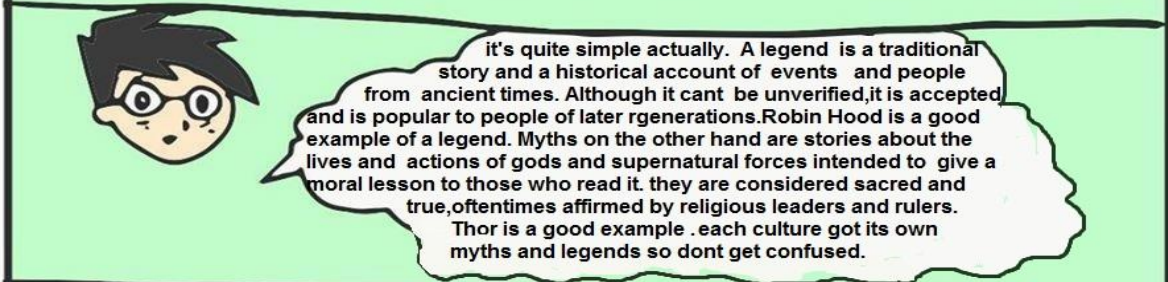 it's quite simple actually. A legend is a traditional
story and a historical account of events and people
from ancient times. Although it cant be unverified,it is accepted
and is popular to people of later rgenerations.Robin Hood is a good
example of a legend. Myths on the other hand are stories about the
lives and actions of gods and supernatural forces intended to give a
moral lesson to those who read it. they are considered sacred and
true,oftentimes affirmed by religious leaders and rulers.
Thor is a good example .each culture got its own
myths and legends so dont get confused.